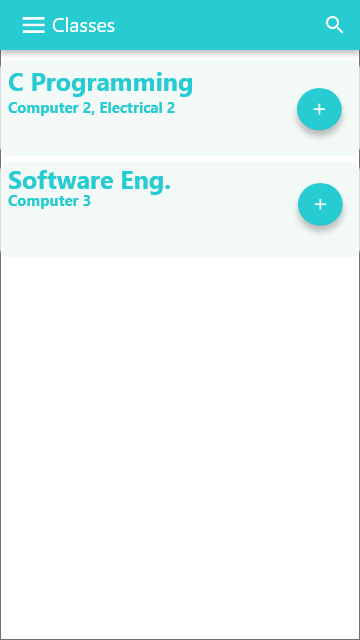 Classes
C Programming
Computer 2, Electrical 2
+
Software Eng.
Computer 3
+